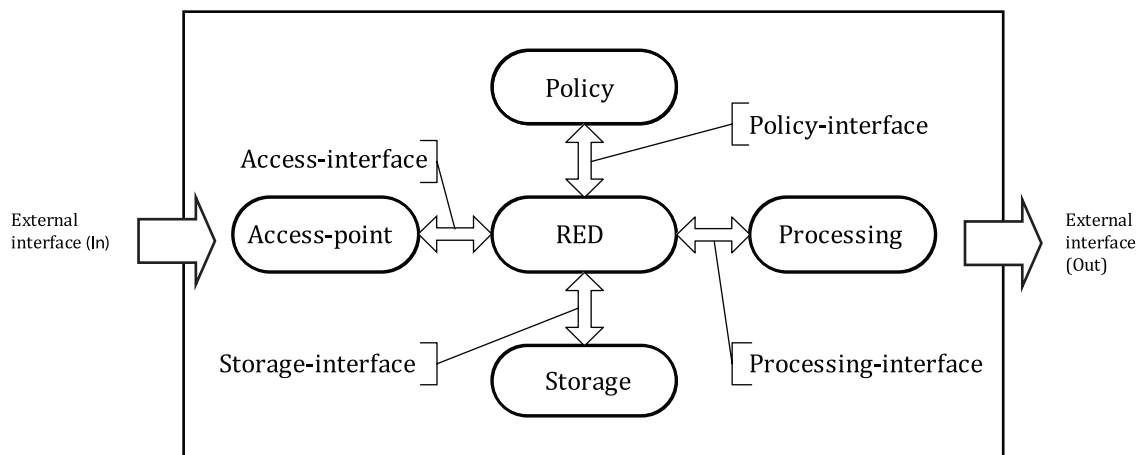 Policy
Policy-interface
Access-interface
External
interface (In)
Access-point
RED
Processing
External
interface
(Out)
Storage-interface
Storage
Processing-interface